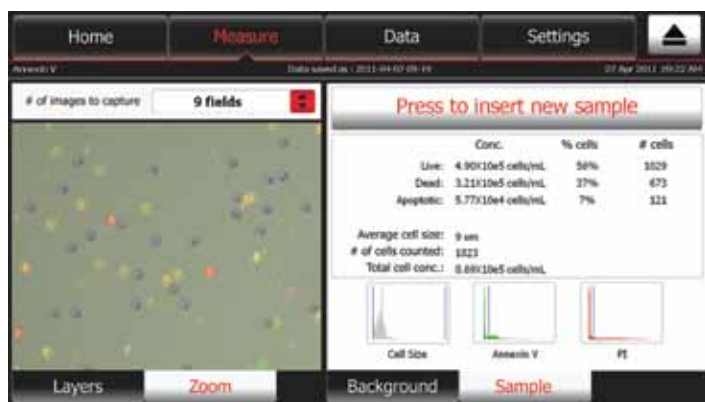 Home Measure Data Settings
Annexin V Data saved as : 2011-04-07-09-19 07 Apr 2011 09:22 AM
# of images to capture 9 fields
Press to insert new sample
Conc. % cells # cells
Live: 4.90X10e5 cells/mL 56% 1029
Dead: 3.21X10e5 cells/mL 37% 673
Apoptotic: 5.77X10e4 cells/mL 7% 121
Average cell size: 9 um
# of cells counted: 1823
Total cell conc.: 8.69X10e5 cells/mL
Cell Size Annexin V PI
Layers Zoom Background Sample